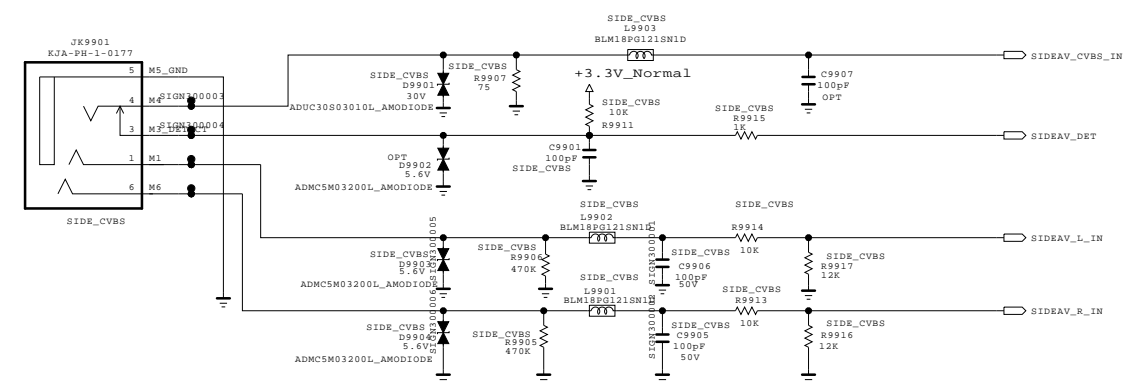 SIDE_CVBS
L9903
BLM18PG121SN1D
JK9901
KJA-PH-1-0177
SIDEAV_CVBS_IN
5 M5_GND
SIDE_CVBS
D9901
30V
ADUC30S03010L_AMODIODE
SIDE_CVBS
R9907
75
+3.3V_Normal
C9907
100pF
OPT
4 M4
SIGN300003
SIDE_CVBS
10K
R9911
SIDE_CVBS
R9915
1K
SIGN300004
3 M3_DETECT
SIDEAV_DET
1 M1
OPT
D9902
5.6V
ADMC5M03200L_AMODIODE
C9901
100pF
SIDE_CVBS
6 M6
SIDE_CVBS
SIDE_CVBS
L9902
BLM18PG121SN1D
SIDE_CVBS
R9914
10K
SIDEAV_L_IN
SIGN300005
SIDE_CVBS
D9903
5.6V
ADMC5M03200L_AMODIODE
SIDE_CVBS
R9906
470K
SIGN300001
SIDE_CVBS
C9906
100pF
50V
SIDE_CVBS
R9917
12K
SIDE_CVBS
L9901
BLM18PG121SN1D
SIDE_CVBS
R9913
10K
SIDEAV_R_IN
SIGN300006
SIDE_CVBS
D9904
5.6V
ADMC5M03200L_AMODIODE
SIDE_CVBS
R9905
470K
SIDE_CVBS
C9905
100pF
50V
SIDE_CVBS
R9916
12K